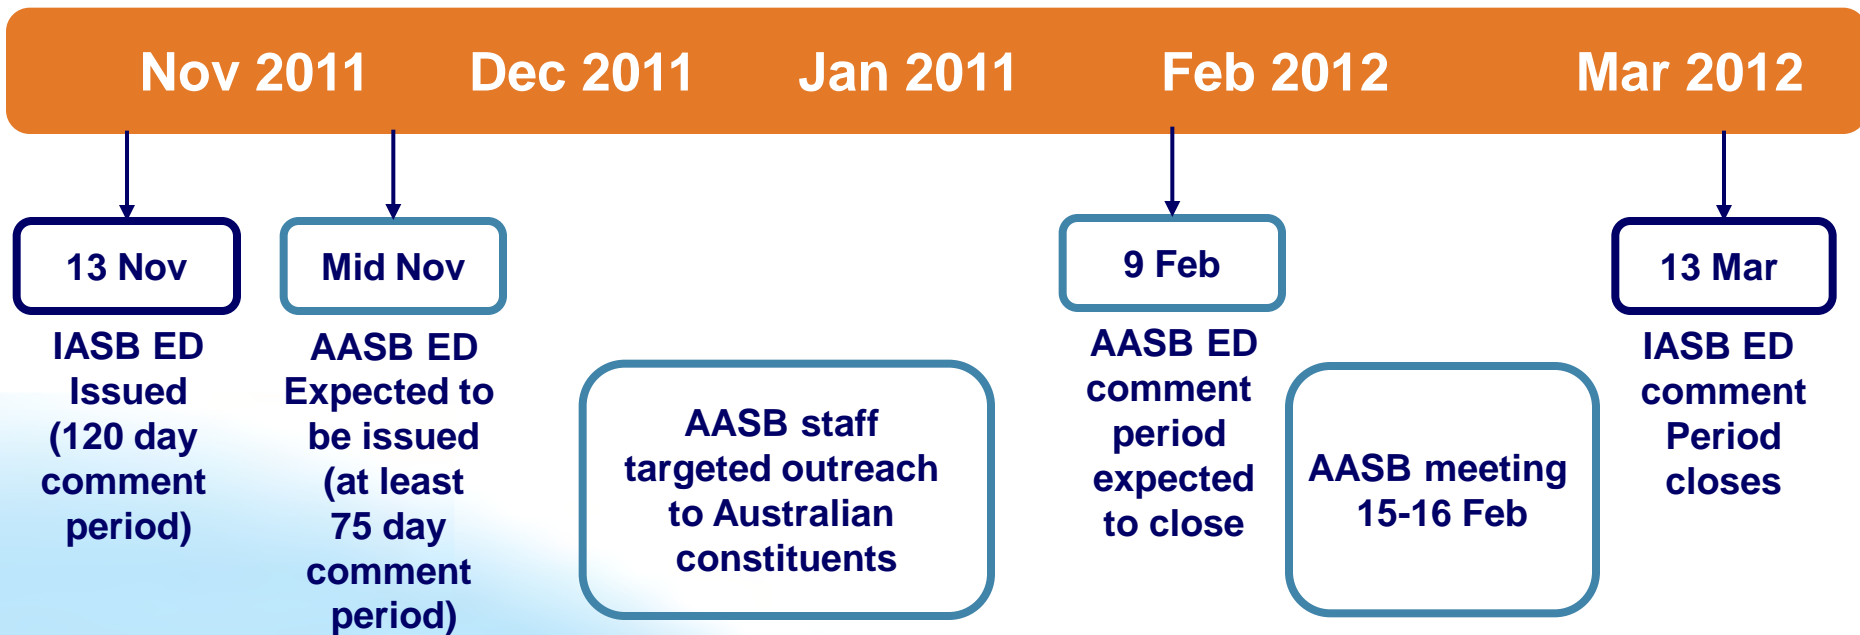 Nov 2011 Dec 2011 Jan 2011 Feb 2012 Mar 2012
13 Nov
IASB ED
Issued
(120 day
comment
period)
Mid Nov
AASB ED
Expected to
be issued
(at least
75 day
comment
period)
AASB staff
targeted outreach
to Australian
constituents
9 Feb
AASB ED
comment
period
expected
to close
AASB meeting
15-16 Feb
13 Mar
IASB ED
comment
Period
closes